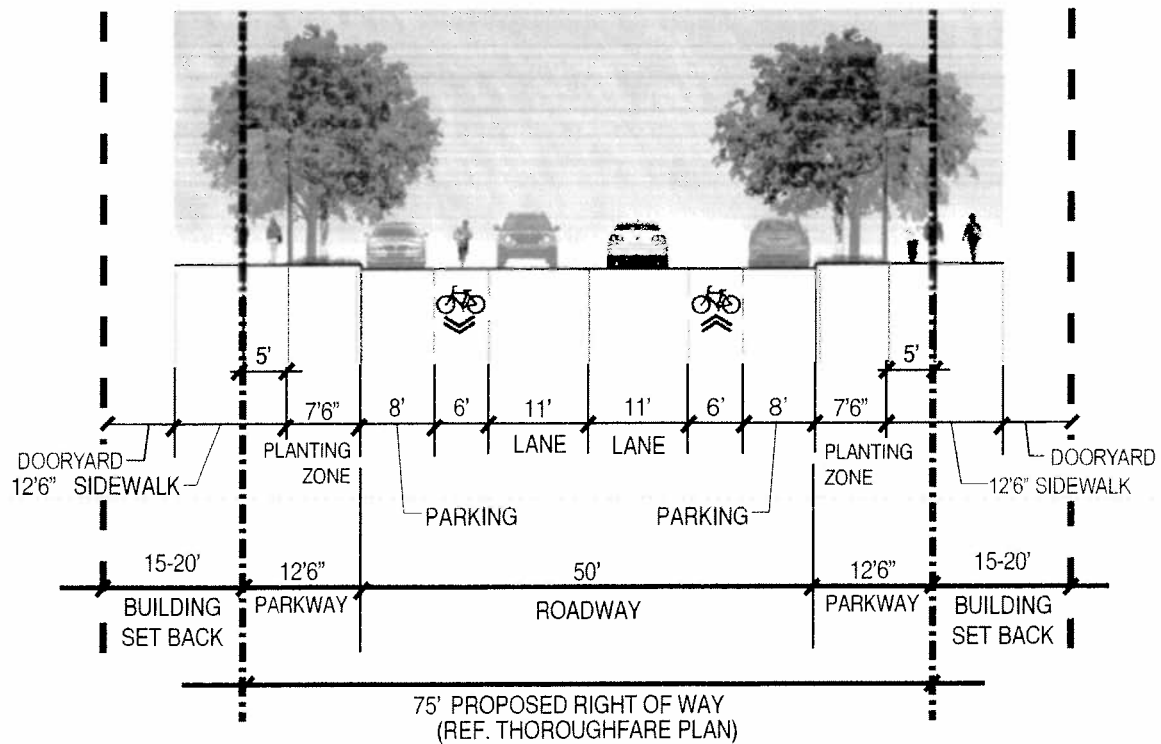 5'
5'
7'6"
8'
6'
11'
11'
6'
8'
7'6"
PLANTING
ZONE
LANE
LANE
PLANTING
ZONE
DOORYARD
12'6" SIDEWALK
DOORYARD
12'6" SIDEWALK
PARKING
PARKING
15-20'
12'6"
50'
12'6"
15-20'
BUILDING
SET BACK
PARKWAY
ROADWAY
PARKWAY
BUILDING
SET BACK
75' PROPOSED RIGHT OF WAY
(REF. THOROUGHFARE PLAN)